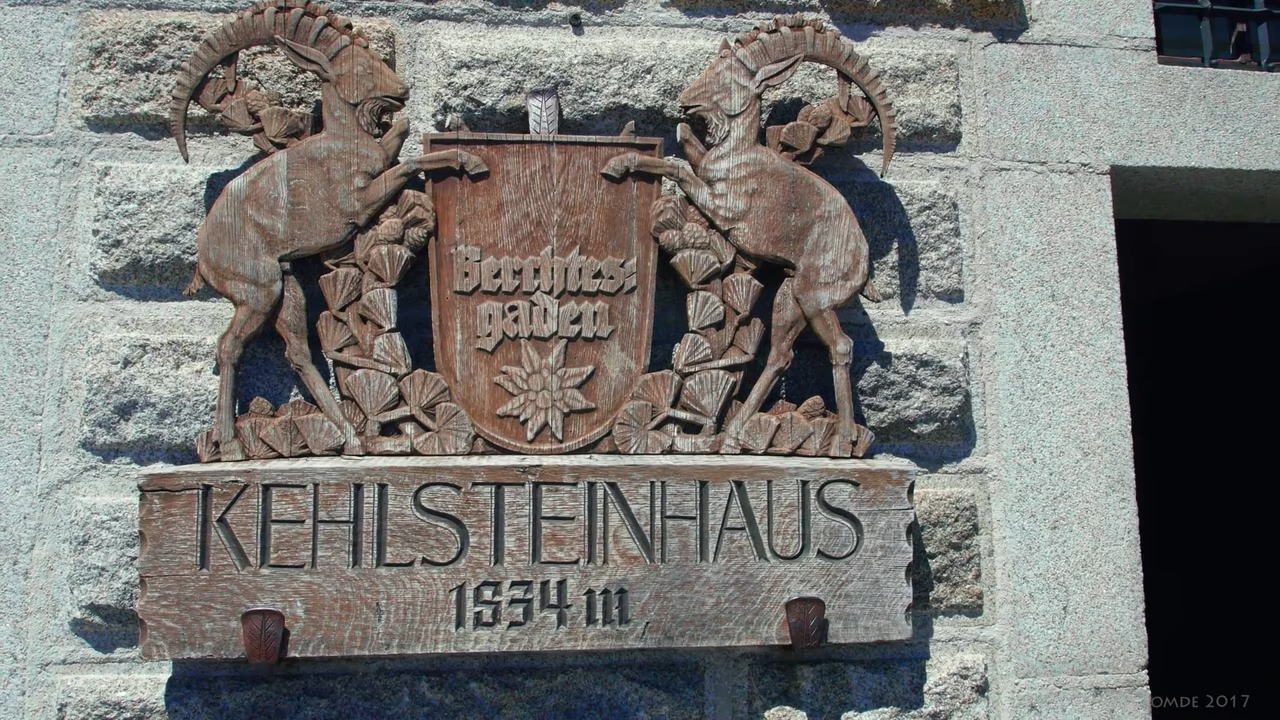 Berchtes=
gaden
KEHLSTEINHAUS
1834 m
OMDE 2017